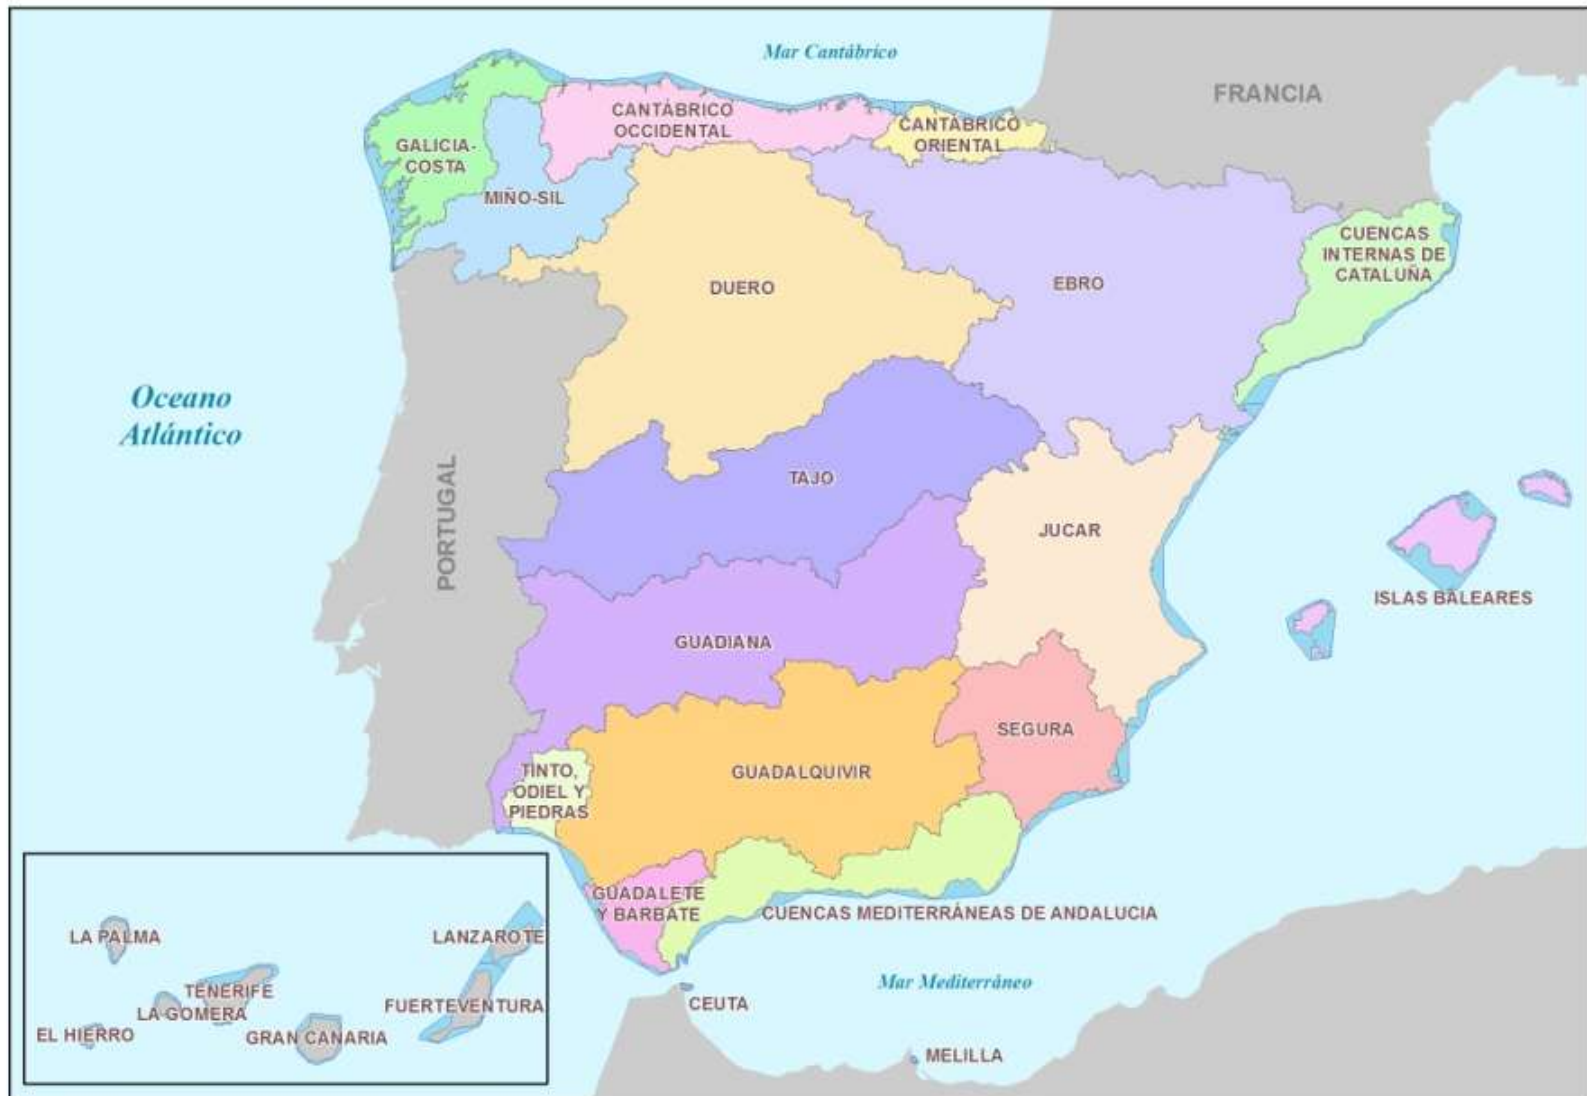 Mar Cantábrico
FRANCIA
CANTÁBRICO
OCCIDENTAL
CANTÁBRICO
ORIENTAL
GALICIA-
COSTA
MIÑO-SIL
CUENCAS
INTERNAS DE
CATALUÑA
DUERO
EBRO
Oceano
Atlántico
PORTUGAL
TAJO
JUCAR
ISLAS BALEARES
GUADIANA
SEGURA
TINTO,
ODIEL Y
PIEDRAS
GUADALQUIVIR
GUADALETE
Y BARBATE
CUENCAS MEDITERRÁNEAS DE ANDALUCIA
Mar Mediterráneo
CEUTA
MELILLA
LA PALMA
LANZAROTE
TENERIFE
LA GOMERA
FUERTEVENTURA
EL HIERRO
GRAN CANARIA